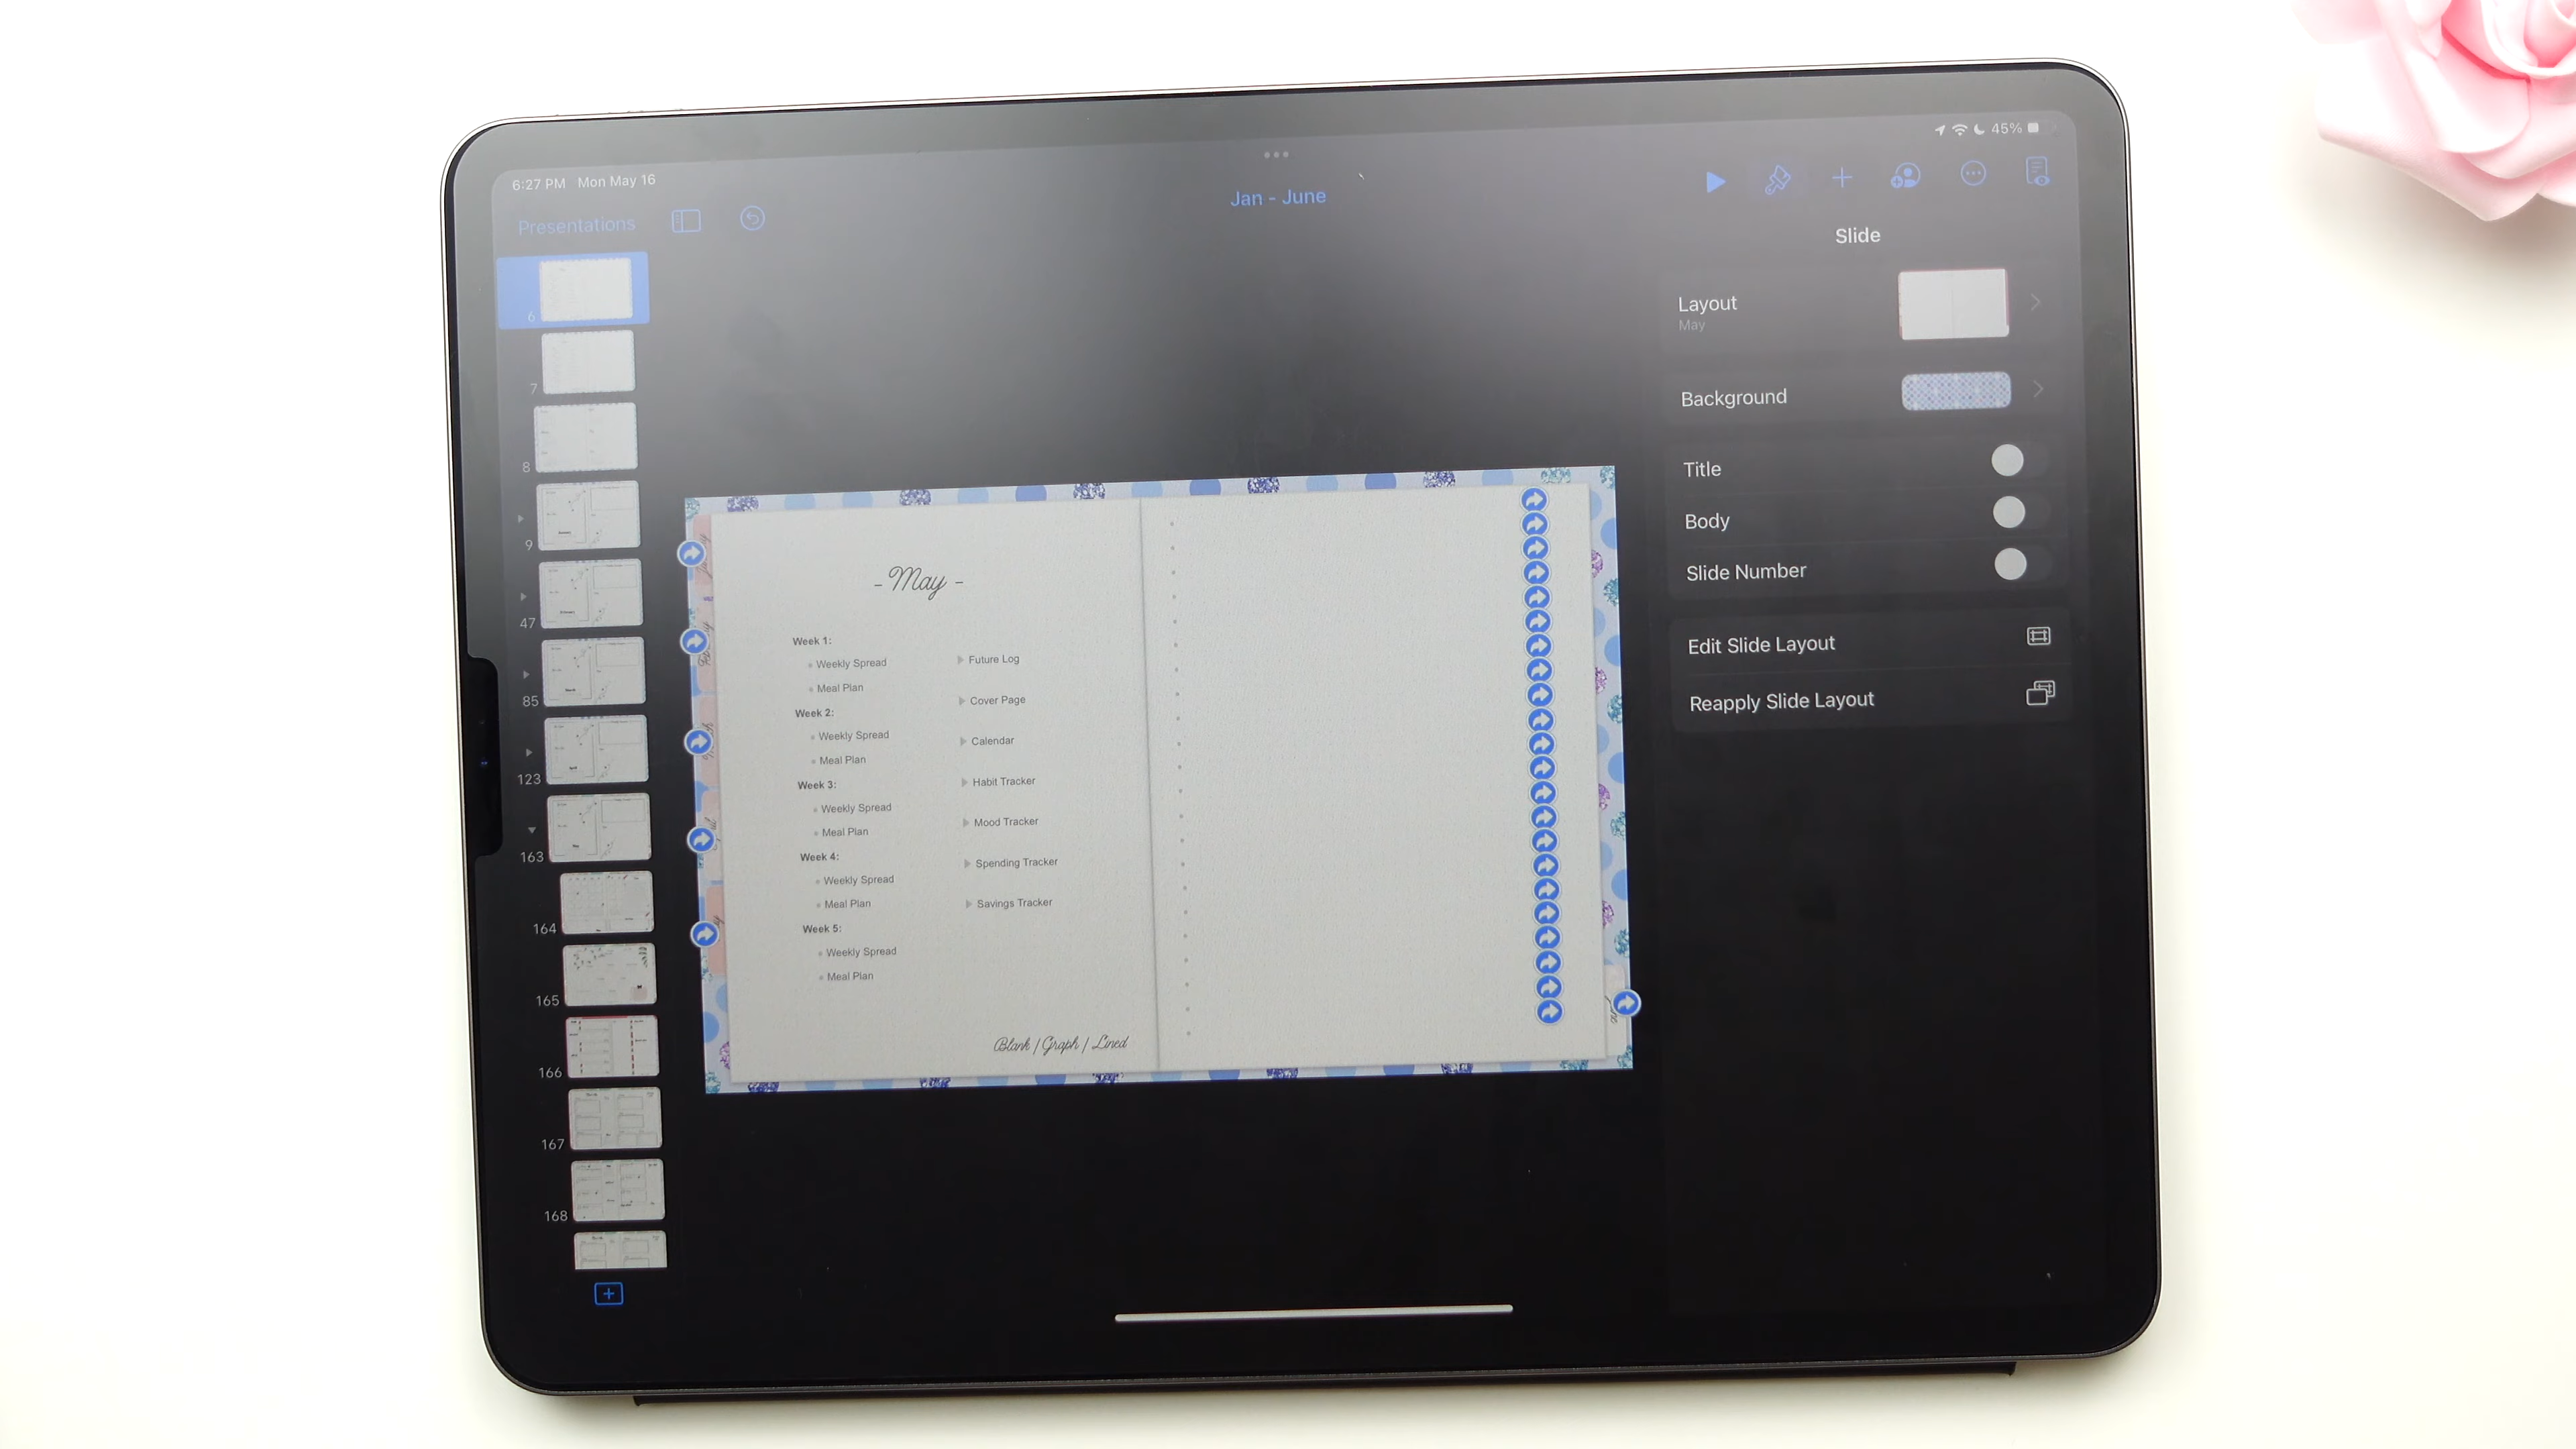 6:27 PM Mon May 16
45%
Presentations
Jan - June
Slide
6
7
8
9
47
85
123
163
164
165
166
167
168
- May -
Week 1:
Weekly Spread
Meal Plan
Week 2:
Weekly Spread
Meal Plan
Week 3:
Weekly Spread
Meal Plan
Week 4:
Weekly Spread
Meal Plan
Week 5:
Weekly Spread
Meal Plan
Future Log
Cover Page
Calendar
Habit Tracker
Mood Tracker
Spending Tracker
Savings Tracker
Blank / Graph / Lined
Layout
May
Background
Title
Body
Slide Number
Edit Slide Layout
Reapply Slide Layout